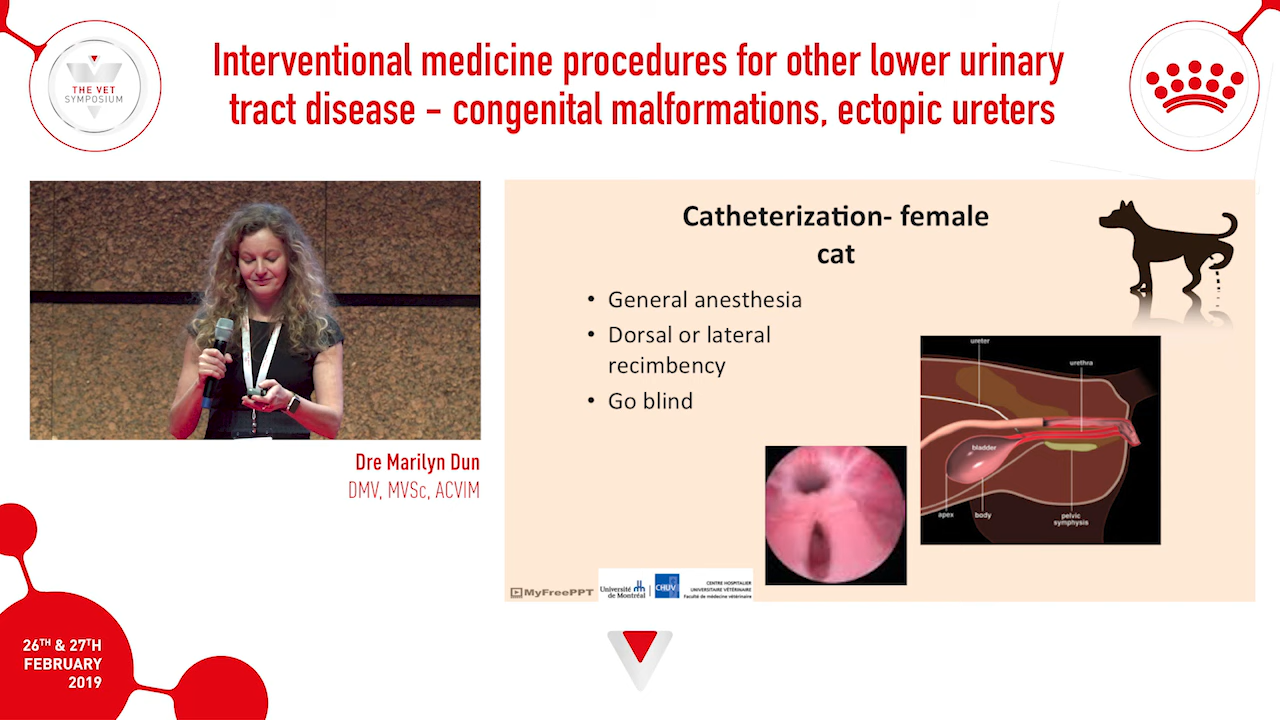 Interventional medicine procedures for other lower urinary
tract disease – congenital malformations, ectopic ureters
THE VET
SYMPOSIUM
Catheterization- female
cat
• General anesthesia
• Dorsal or lateral
recimbency
• Go blind
ureter
urethra
bladder
apex
body
pelvic
symphysis
Dre Marilyn Dun
DMV, MVSc, ACVIM
MyFreePPT
Université
de Montréal
CHUV
CENTRE HOSPITALIER
UNIVERSITAIRE VÉTÉRINAIRE
Faculté de médecine vétérinaire
26TH & 27TH
FEBRUARY
2019